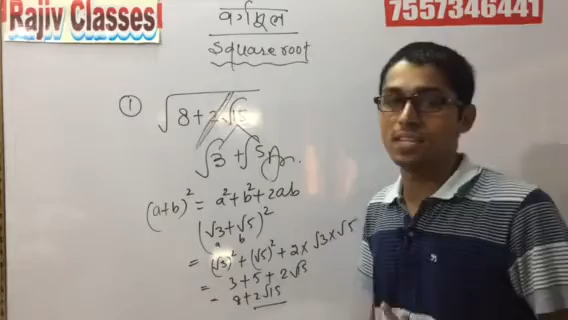 Rajiv Classes
7557346441
वर्गमूल
Square root
① √8+2√15
√3 + √5 Ans.
(a+b)² = a²+b²+2ab
(√3+√5)²
a b
= (√3)² + (√5)² + 2×√3×√5
= 3+5+2√15
= 8+2√15